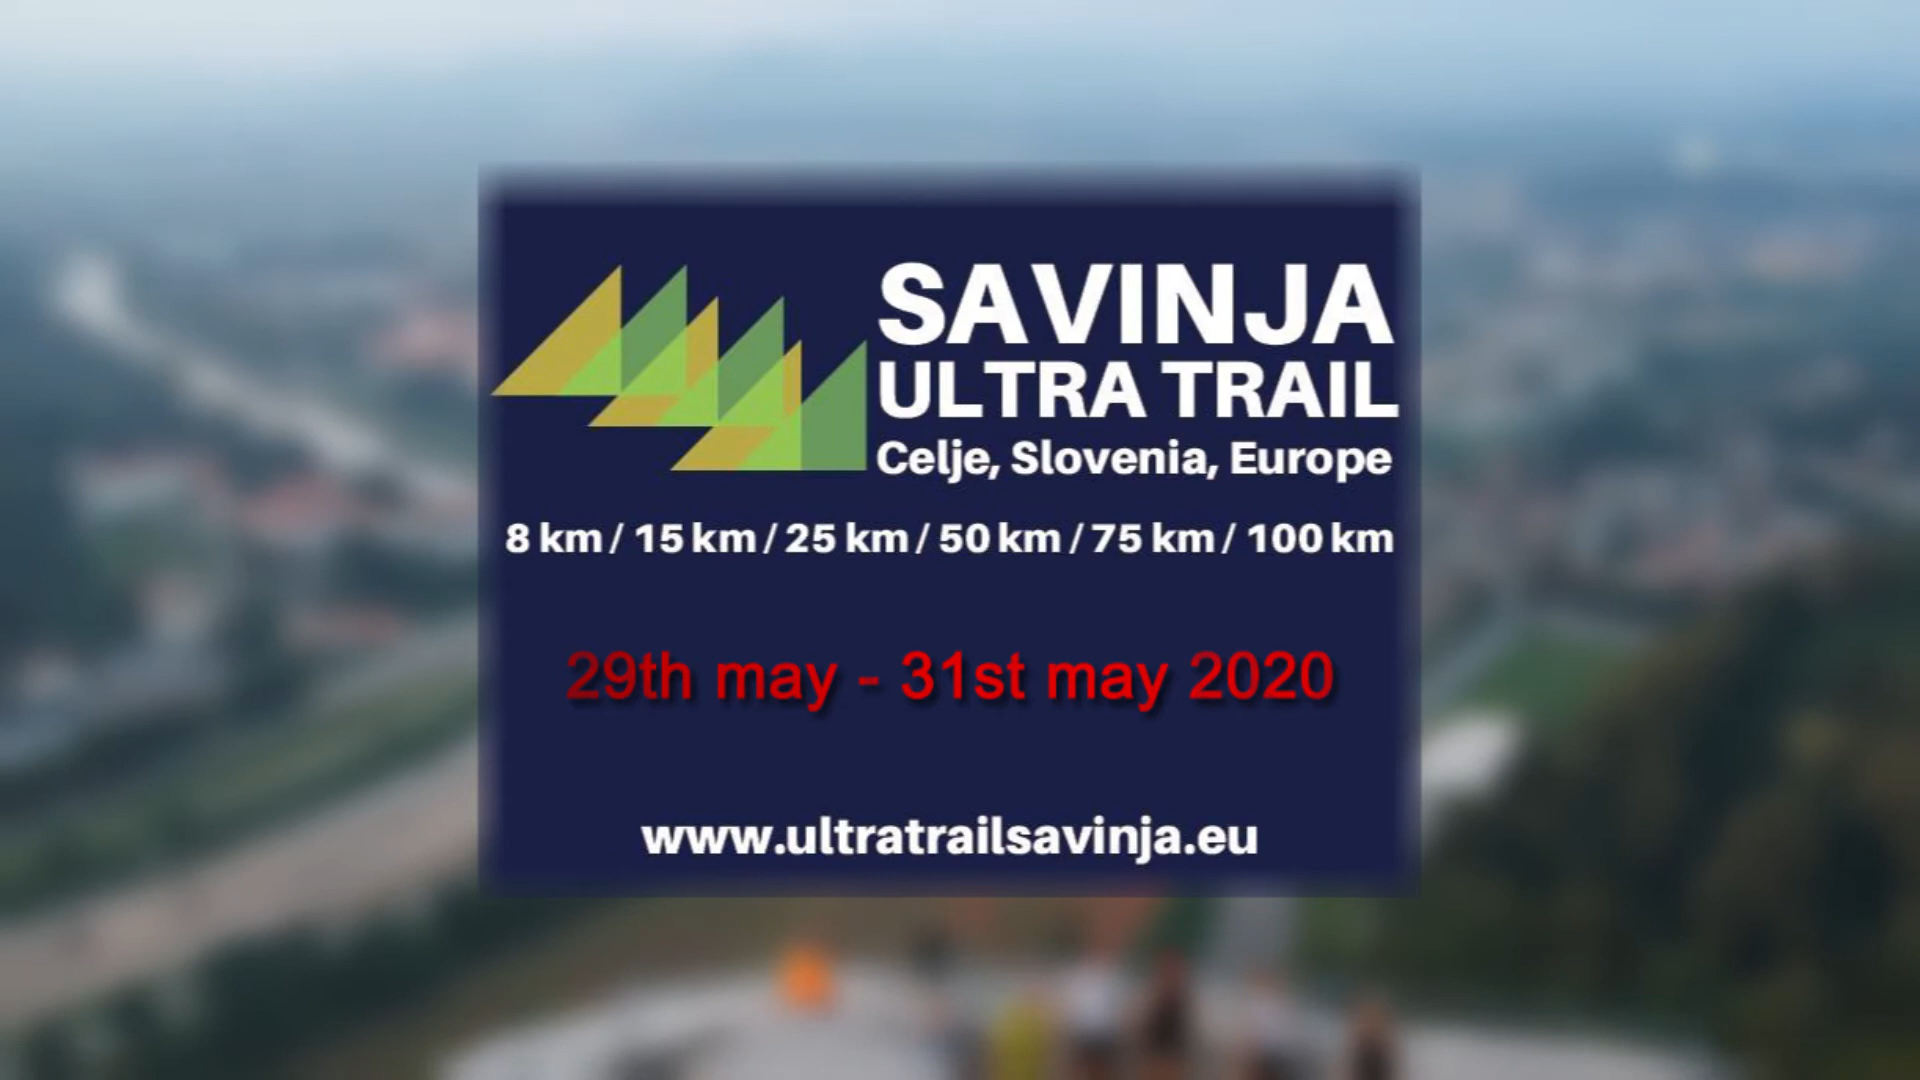 SAVINJA
ULTRA TRAIL
Celje, Slovenia, Europe
8 km / 15 km / 25 km / 50 km / 75 km / 100 km
29th may - 31st may 2020
www.ultratrailsavinja.eu